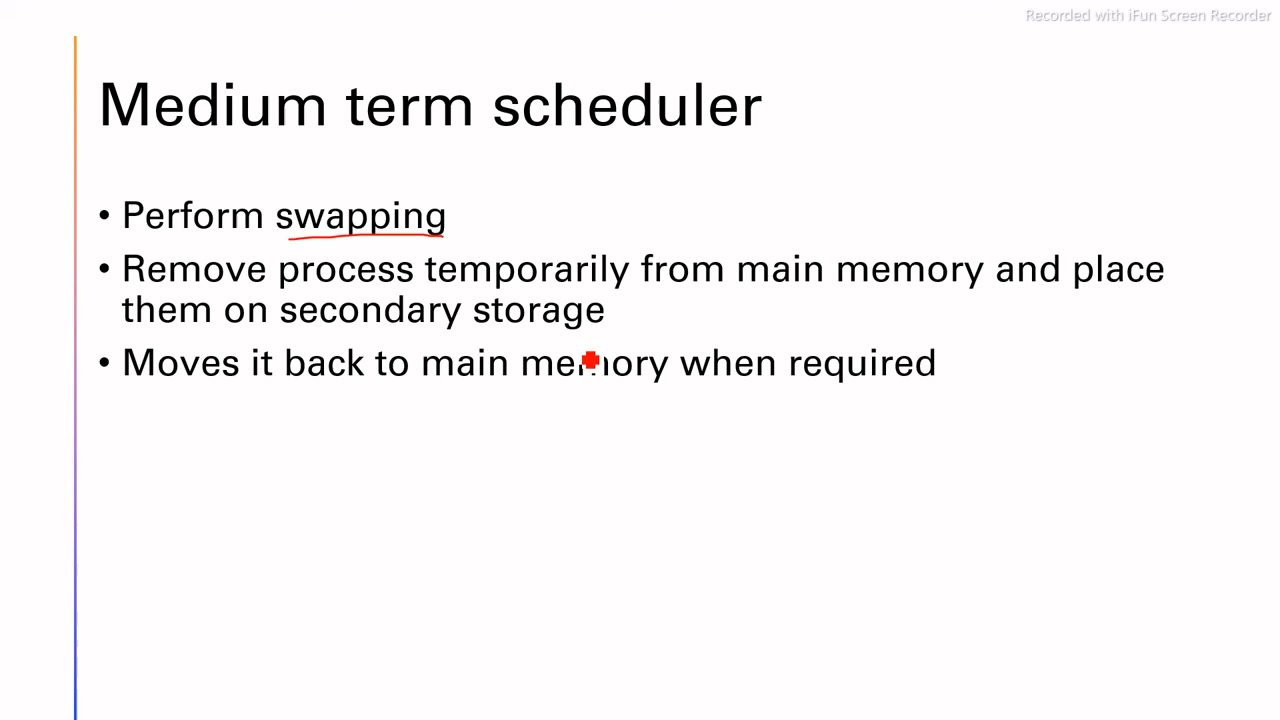 Recorded with iFun Screen Recorder
Medium term scheduler
• Perform swapping
• Remove process temporarily from main memory and place
them on secondary storage
• Moves it back to main memory when required